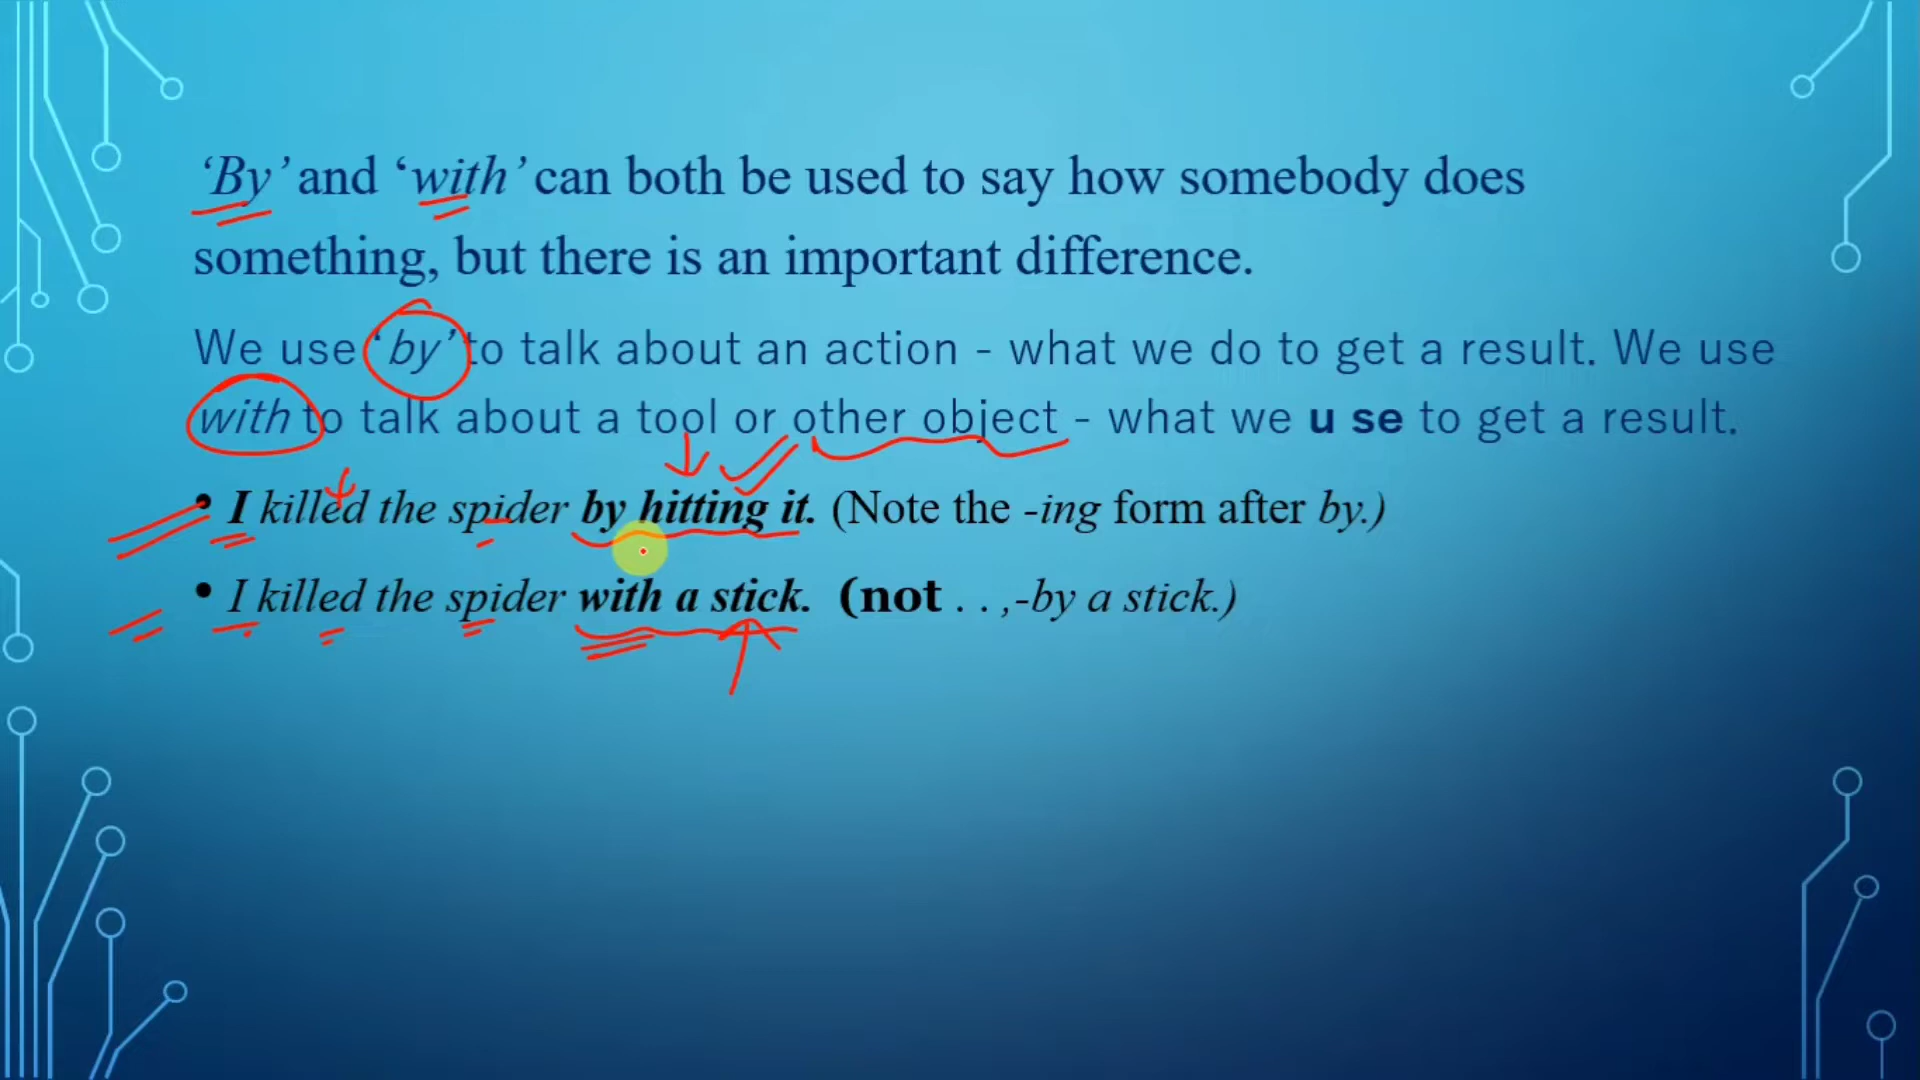 ‘By’ and ‘with’ can both be used to say how somebody does
something, but there is an important difference.
We use ‘by’ to talk about an action - what we do to get a result. We use
with to talk about a tool or other object - what we u se to get a result.
• I killed the spider by hitting it. (Note the -ing form after by.)
• I killed the spider with a stick. (not . . ,-by a stick.)